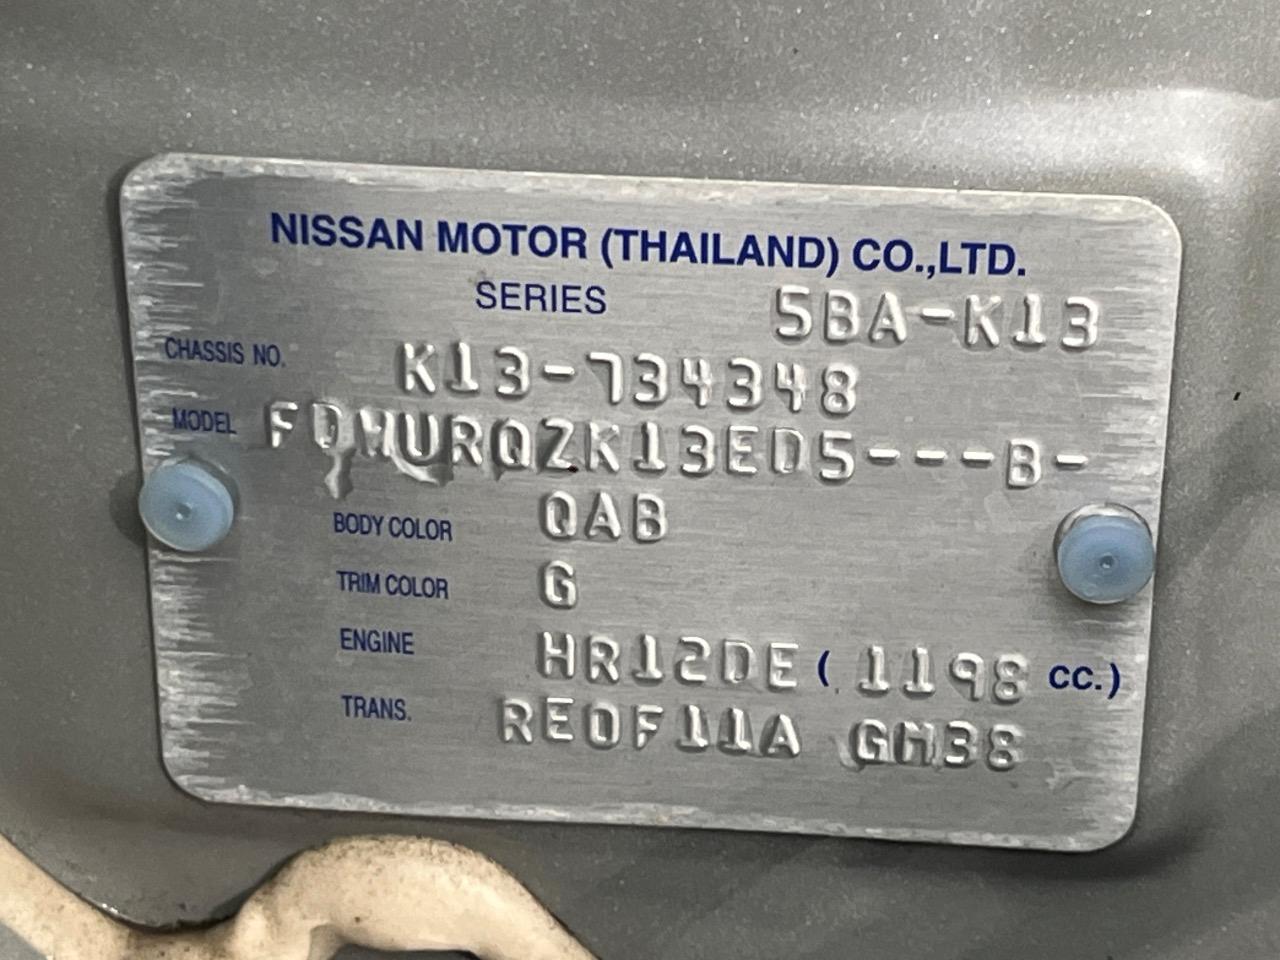 NISSAN MOTOR (THAILAND) CO.,LTD.
SERIES 5BA-K13
CHASSIS NO. K13-734348
MODEL FDMURQZK13ED5---B-
BODY COLOR QAB
TRIM COLOR G
ENGINE HR12DE ( 1198 CC.)
TRANS. RE0F11A GM38